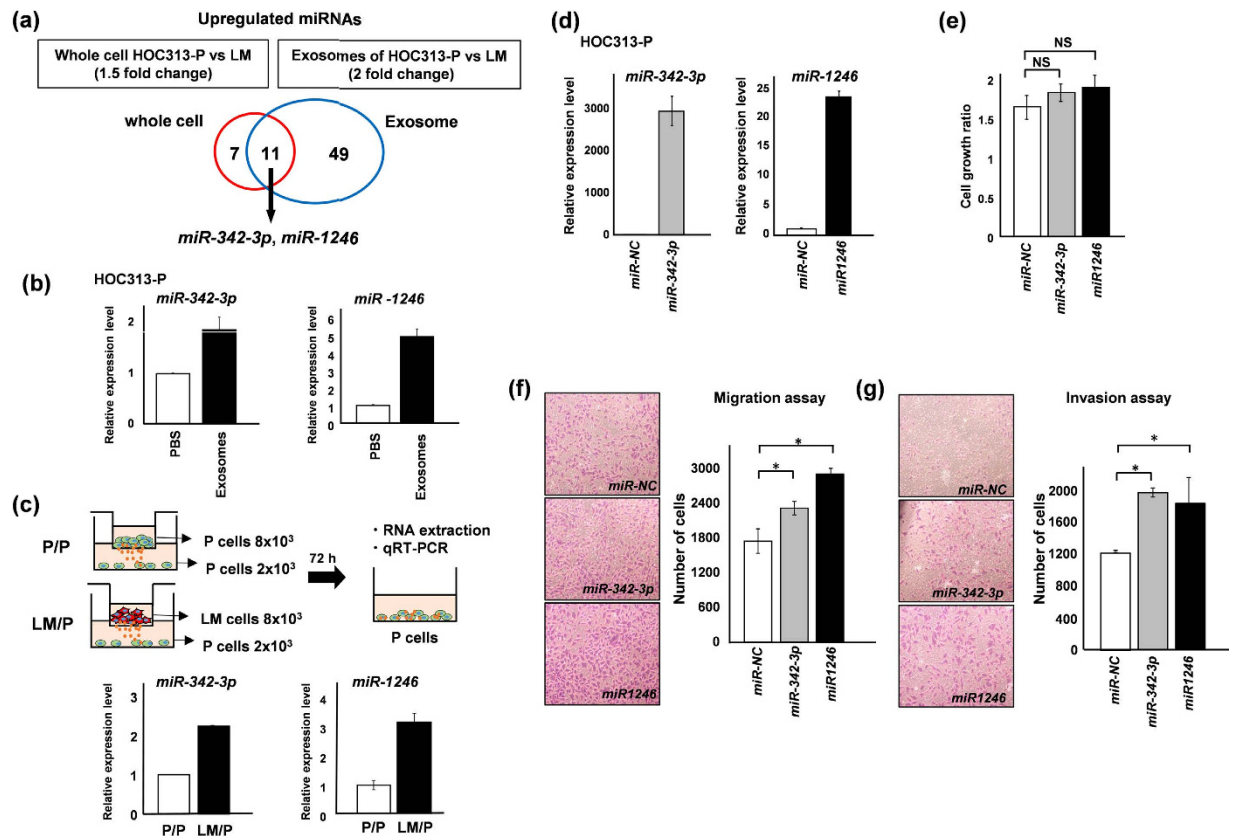 (a)
Upregulated miRNAs
Whole cell HOC313-P vs LM
(1.5 fold change)
Exosomes of HOC313-P vs LM
(2 fold change)
whole cell
Exosome
7
11
49
miR-342-3p, miR-1246
(b)
HOC313-P
miR-342-3p
Relative expression level
2
1
0
PBS
Exosomes
miR -1246
Relative expression level
6
5
4
3
2
1
0
PBS
Exosomes
(c)
P/P
P cells 8x10³
P cells 2x10³
LM/P
LM cells 8x10³
P cells 2x10³
72 h
• RNA extraction
• qRT-PCR
P cells
miR-342-3p
Relative expression level
3
2
1
0
P/P
LM/P
miR-1246
Relative expression level
4
3
2
1
0
P/P
LM/P
(d)
HOC313-P
miR-342-3p
Relative expression level
3000
2000
1000
0
miR-NC
miR-342-3p
miR-1246
Relative expression level
25
20
15
10
5
0
miR-NC
miR-1246
(e)
NS
NS
Cell growth ratio
2
1.5
1
0.5
0
miR-NC
miR-342-3p
miR1246
(f)
miR-NC
miR-342-3p
miR1246
Migration assay
*
*
Number of cells
3000
2400
1800
1200
600
0
miR-NC
miR-342-3p
miR1246
(g)
miR-NC
miR-342-3p
miR1246
Invasion assay
*
*
Number of cells
2000
1600
1200
800
400
0
miR-NC
miR-342-3p
miR1246